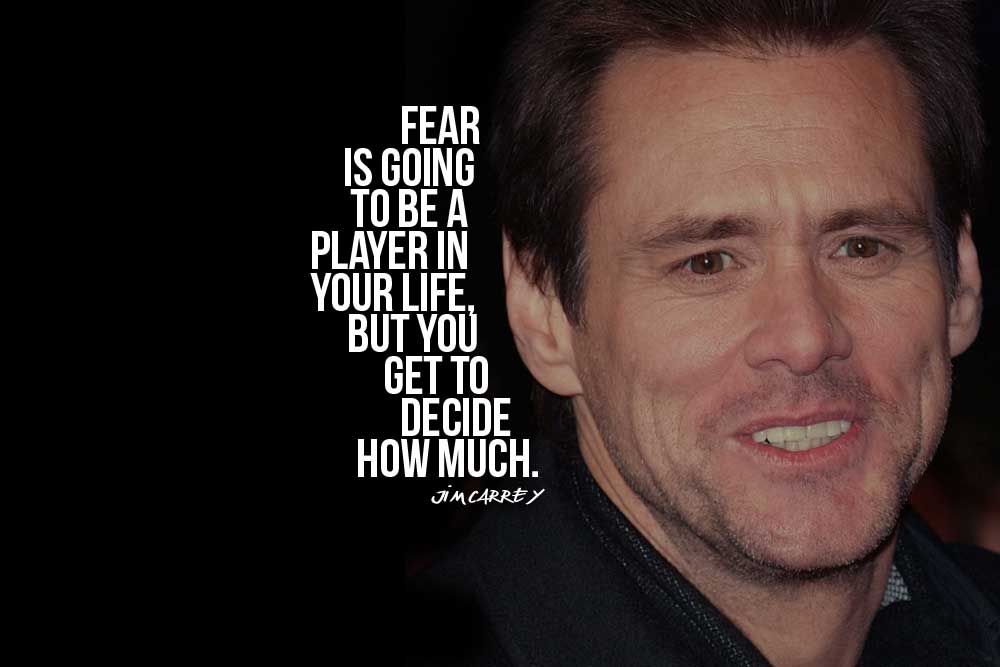 FEAR
IS GOING
TO BE A
PLAYER IN
YOUR LIFE,
BUT YOU
GET TO
DECIDE
HOW MUCH.
JIM CARREY